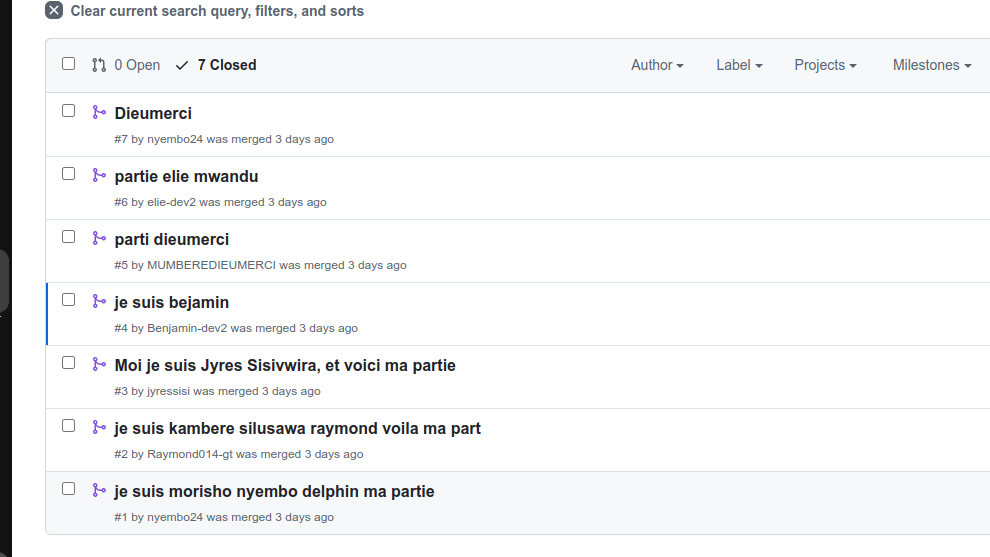 Clear current search query, filters, and sorts
0 Open 7 Closed Author Label Projects Milestones
Dieumerci
#7 by nyembo24 was merged 3 days ago
partie elie mwandu
#6 by elie-dev2 was merged 3 days ago
parti dieumerci
#5 by MUMBEREDIEUMERCI was merged 3 days ago
je suis bejamin
#4 by Benjamin-dev2 was merged 3 days ago
Moi je suis Jyres Sisivwira, et voici ma partie
#3 by jyressisi was merged 3 days ago
je suis kambere silusawa raymond voila ma part
#2 by Raymond014-gt was merged 3 days ago
je suis morisho nyembo delphin ma partie
#1 by nyembo24 was merged 3 days ago